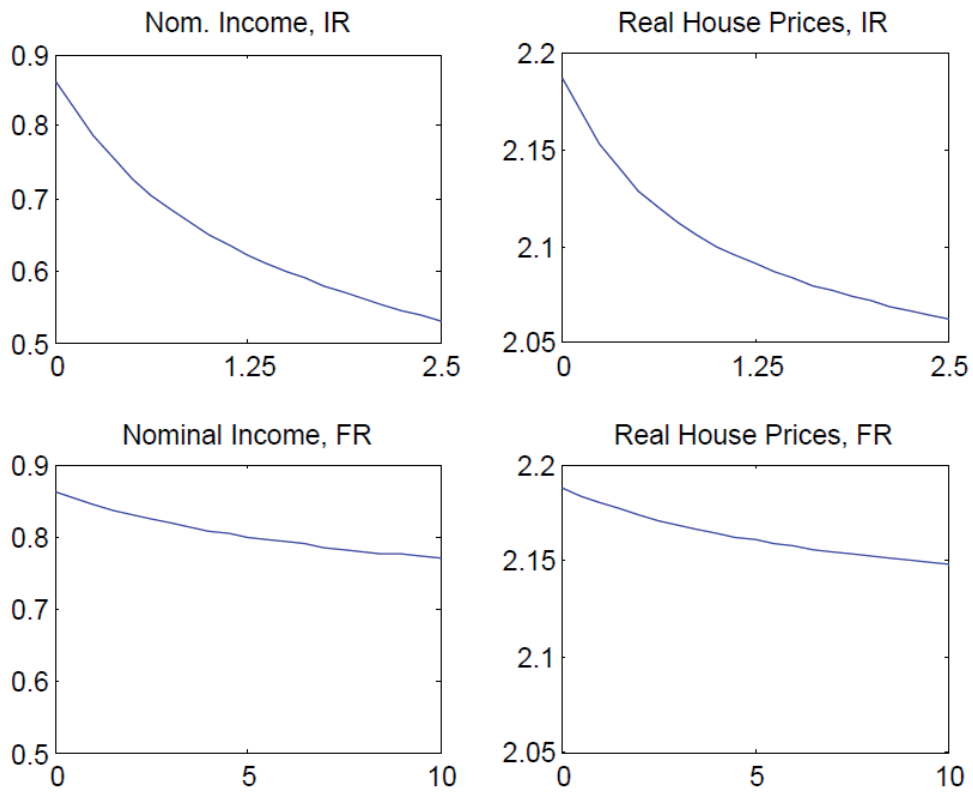 Nom. Income, IR
0.9
0.8
0.7
0.6
0.5
0 1.25 2.5
Real House Prices, IR
2.2
2.15
2.1
2.05
0 1.25 2.5
Nominal Income, FR
0.9
0.8
0.7
0.6
0.5
0 5 10
Real House Prices, FR
2.2
2.15
2.1
2.05
0 5 10